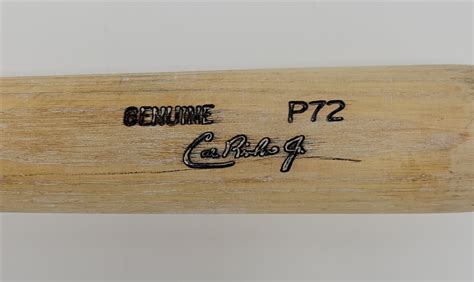 GENUINE P72
Cal Ripken Jr